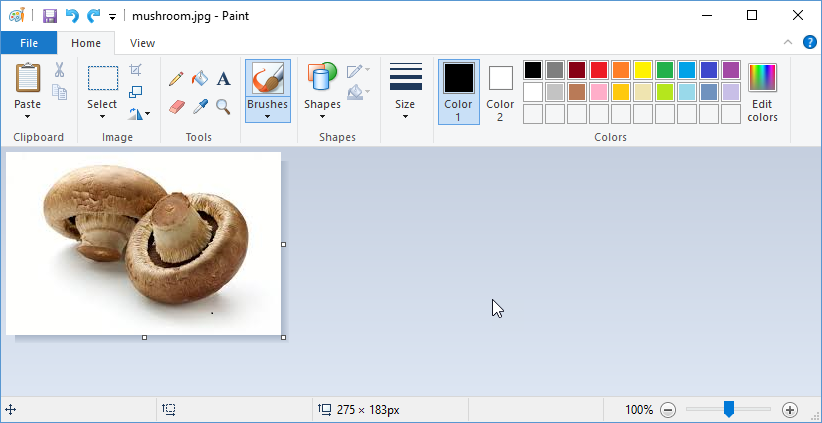 mushroom.jpg - Paint
File Home View
Paste
Clipboard
Select
Image
A
Tools
Brushes
Shapes
Shapes
Size
Color
1
Color
2
Edit
colors
Colors
275 × 183px
100%